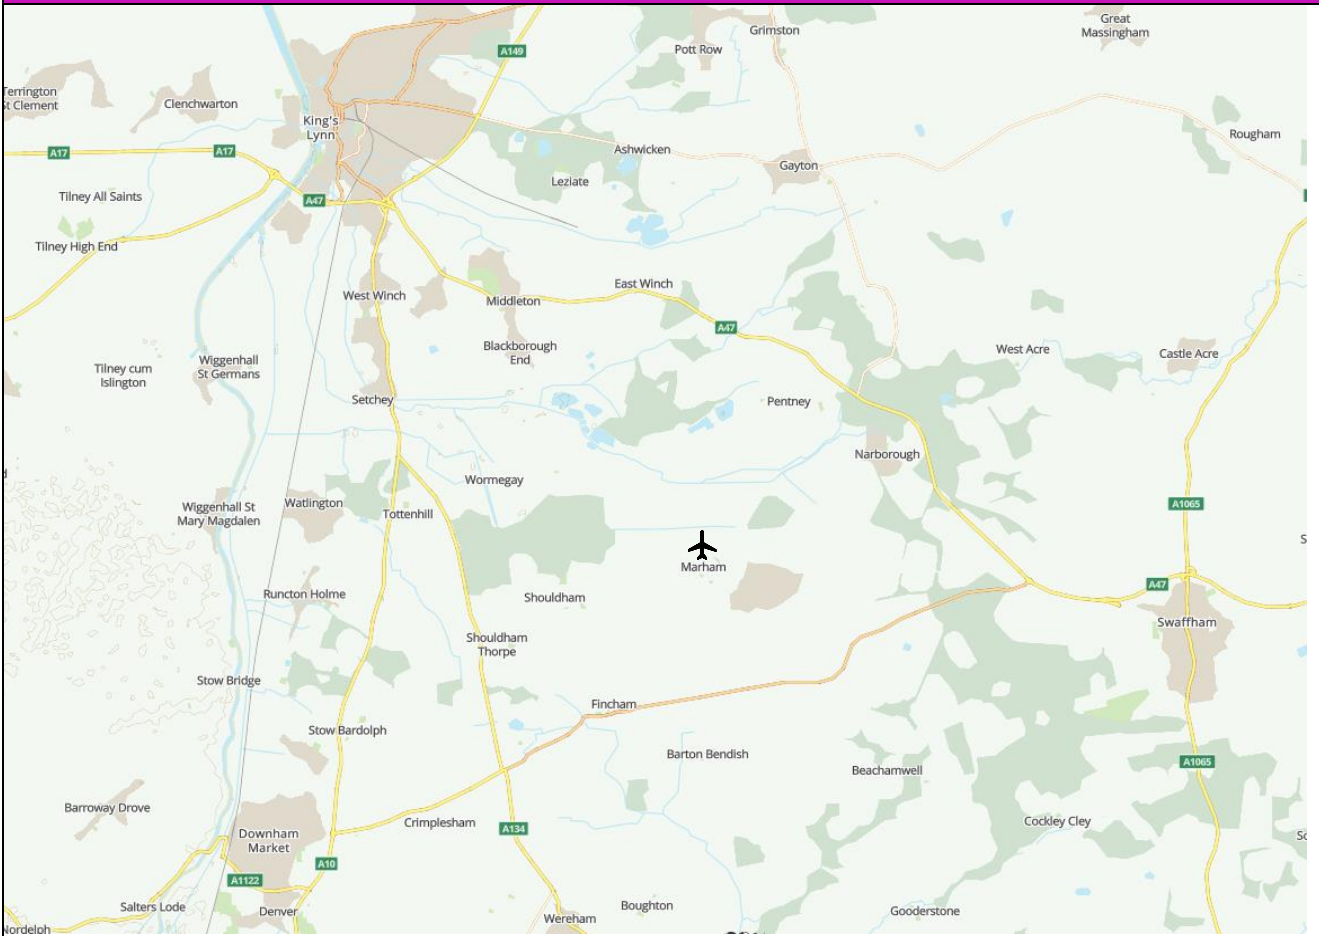 Great
Massingham
Grimston
Pott Row
A149
Terrington
St Clement
Clenchwarton
King's
Lynn
Rougham
A17
A17
Ashwicken
Gayton
Leziate
Tilney All Saints
A47
Tilney High End
East Winch
West Winch
Middleton
A47
Blackborough
End
West Acre
Castle Acre
Wiggenhall
St Germans
Tilney cum
Islington
Setchey
Pentney
Narborough
Wormegay
Watlington
A1065
Wiggenhall St
Mary Magdalen
Tottenhill
Marham
A47
Runcton Holme
Shouldham
Swaffham
Shouldham
Thorpe
Stow Bridge
Fincham
Stow Bardolph
Barton Bendish
A1065
Beachamwell
Barroway Drove
Crimplesham
Cockley Cley
A134
Downham
Market
A10
A1122
Salters Lode
Denver
Boughton
Gooderstone
Wereham
Nordelph